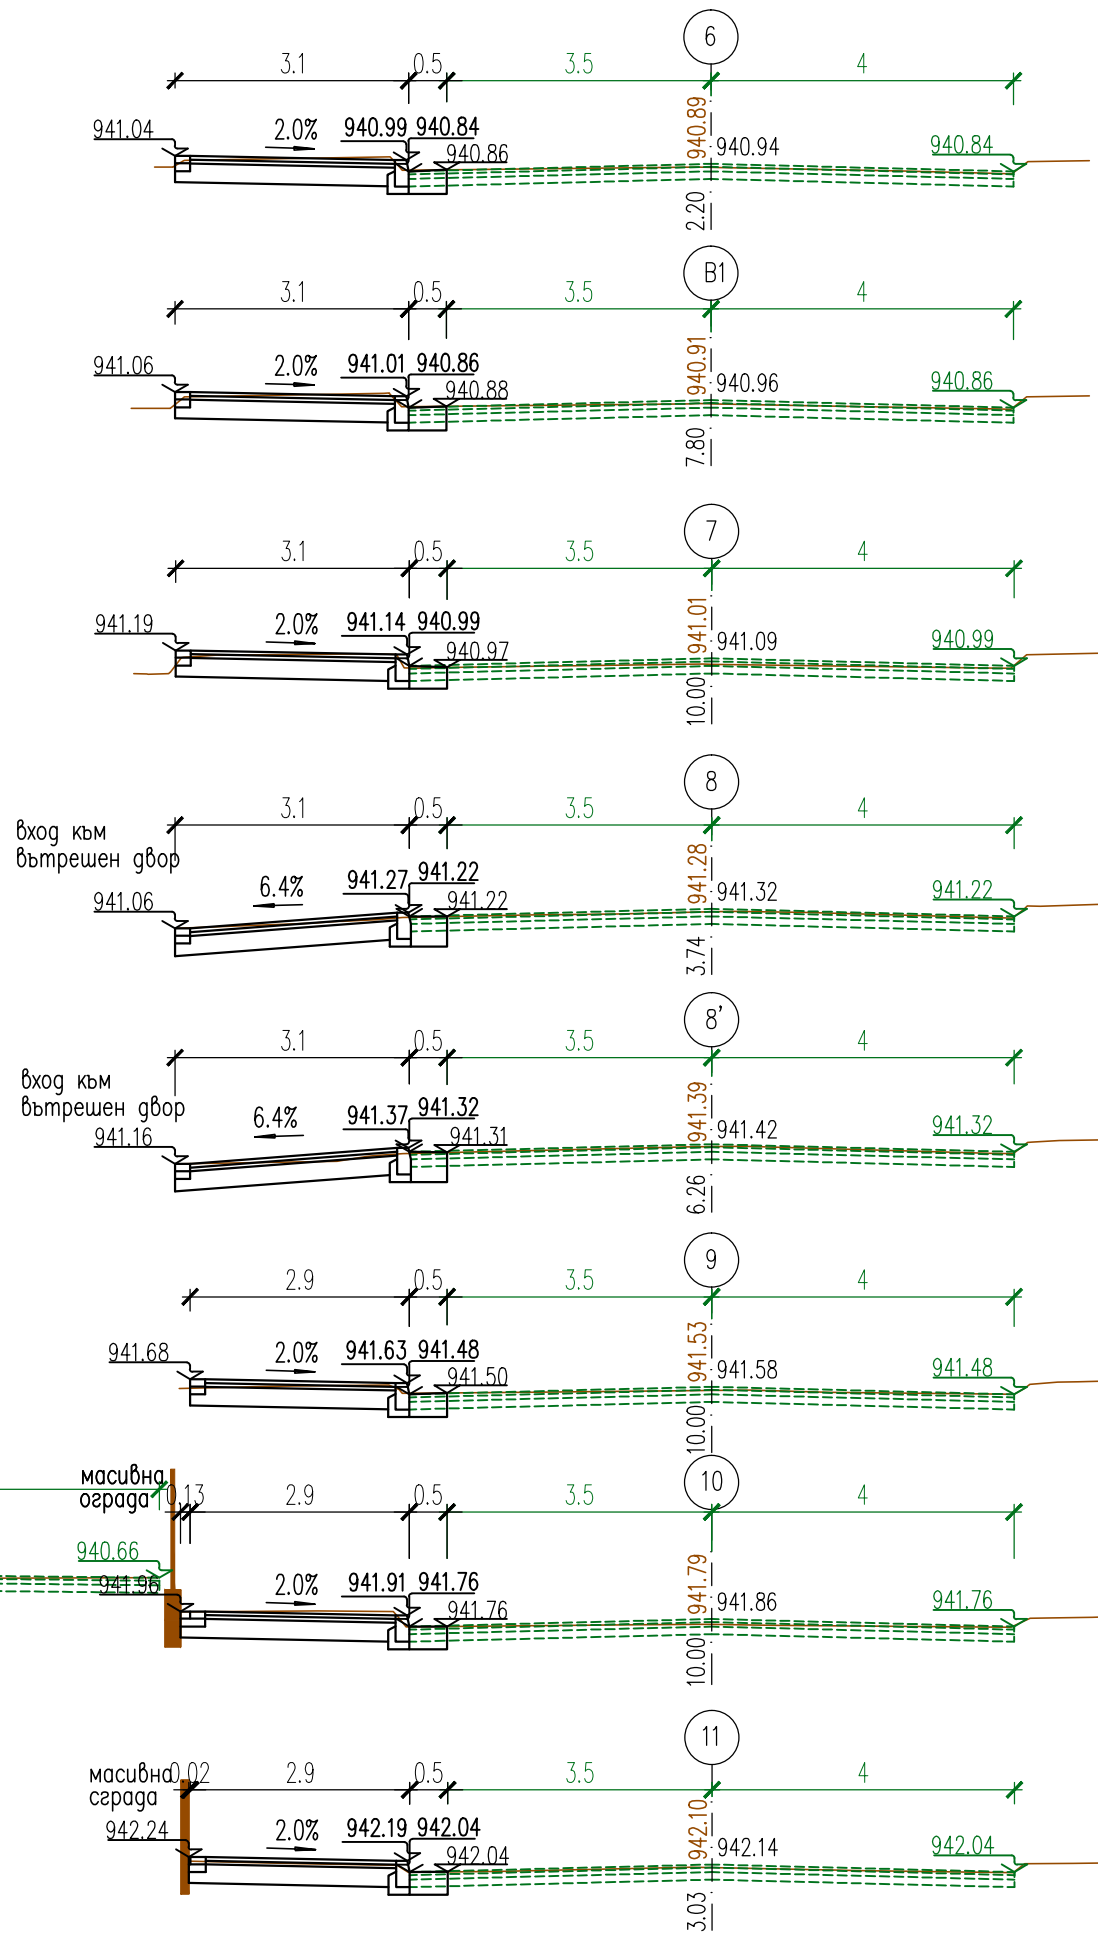 6
3.1 0.5 3.5 4
941.04 2.0% 940.99 940.84 940.86 940.89 940.94 940.84
2.20
B1
3.1 0.5 3.5 4
941.06 2.0% 941.01 940.86 940.88 940.91 940.96 940.86
7.80
7
3.1 0.5 3.5 4
941.19 2.0% 941.14 940.99 940.97 941.01 941.09 940.99
10.00
8
3.1 0.5 3.5 4
вход към
вътрешен двор
941.06 6.4% 941.27 941.22 941.22 941.28 941.32 941.22
3.74
8'
3.1 0.5 3.5 4
вход към
вътрешен двор
941.16 6.4% 941.37 941.32 941.31 941.39 941.42 941.32
6.26
9
2.9 0.5 3.5 4
941.68 2.0% 941.63 941.48 941.50 941.53 941.58 941.48
10.00
10
масивна
ограда 0.13 2.9 0.5 3.5 4
940.66
941.96 2.0% 941.91 941.76 941.76 941.79 941.86 941.76
10.00
11
масивна 0.02 2.9 0.5 3.5 4
сграда
942.24 2.0% 942.19 942.04 942.04 942.10 942.14 942.04
3.03